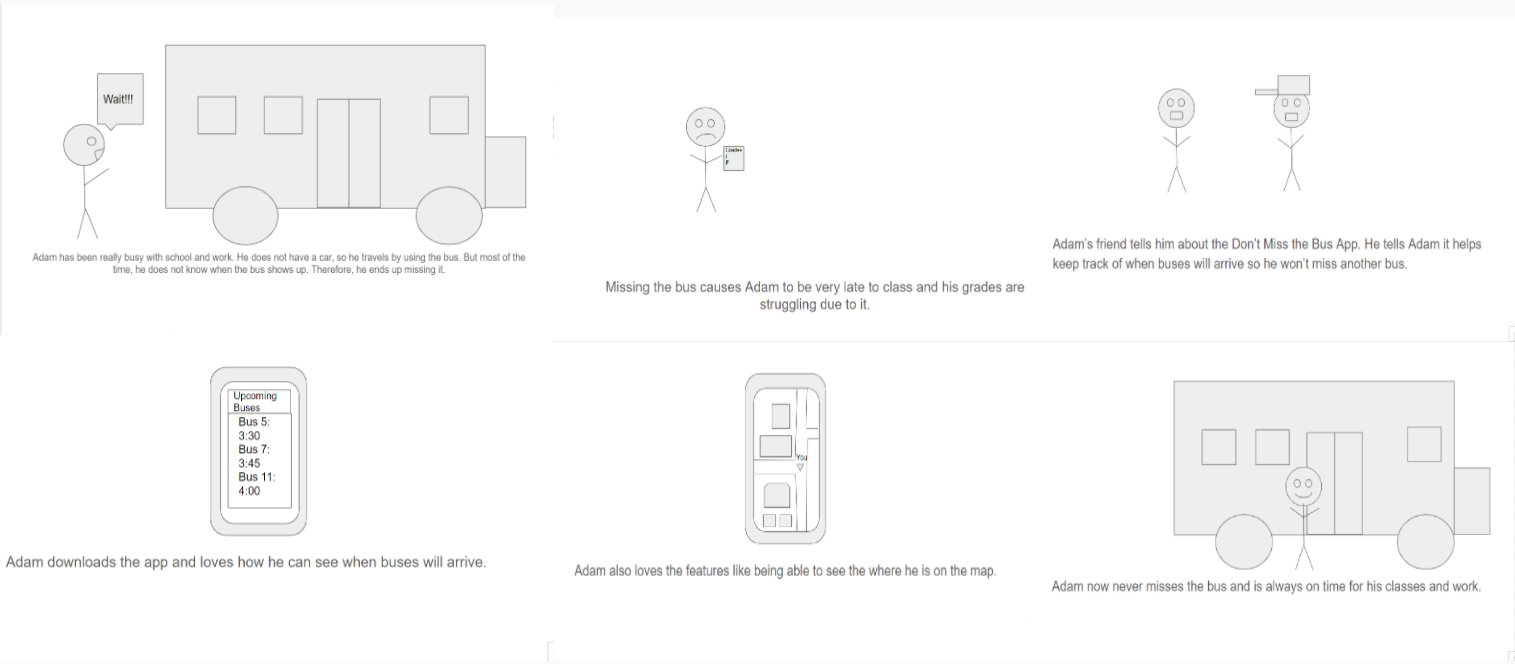 Wait!!!
Adam has been really busy with school and work. He does not have a car, so he travels by using the bus. But most of the
time, he does not know when the bus shows up. Therefore, he ends up missing it.
Grades
F
Missing the bus causes Adam to be very late to class and his grades are
struggling due to it.
Adam's friend tells him about the Don't Miss the Bus App. He tells Adam it helps
keep track of when buses will arrive so he won't miss another bus.
Upcoming
Buses
Bus 5:
3:30
Bus 7:
3:45
Bus 11:
4:00
Adam downloads the app and loves how he can see when buses will arrive.
You
Adam also loves the features like being able to see the where he is on the map.
Adam now never misses the bus and is always on time for his classes and work.